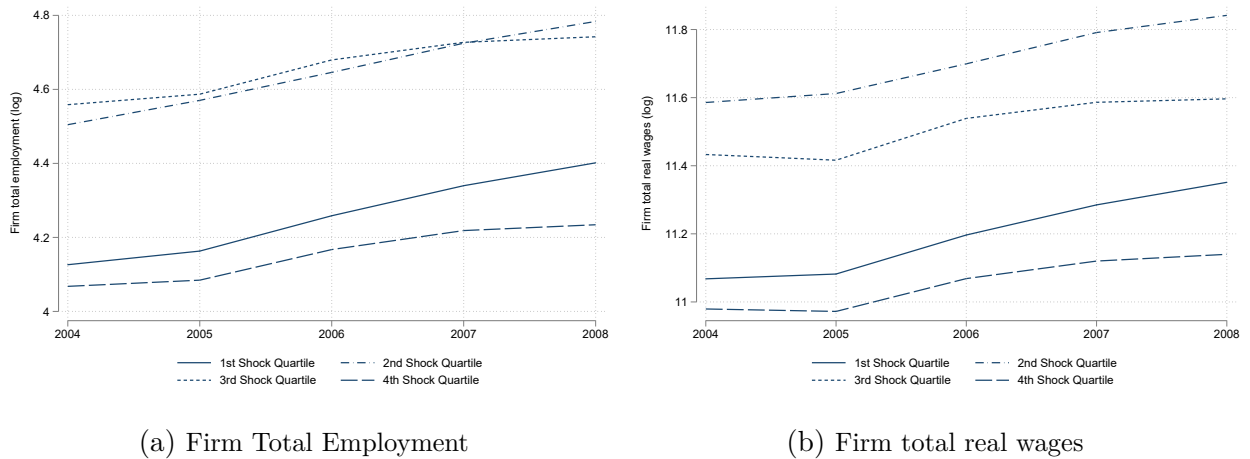 Firm total employment (log)
4.8
4.6
4.4
4.2
4
2004 2005 2006 2007 2008
1st Shock Quartile 2nd Shock Quartile
3rd Shock Quartile 4th Shock Quartile
(a) Firm Total Employment
Firm total real wages (log)
11.8
11.6
11.4
11.2
11
2004 2005 2006 2007 2008
1st Shock Quartile 2nd Shock Quartile
3rd Shock Quartile 4th Shock Quartile
(b) Firm total real wages